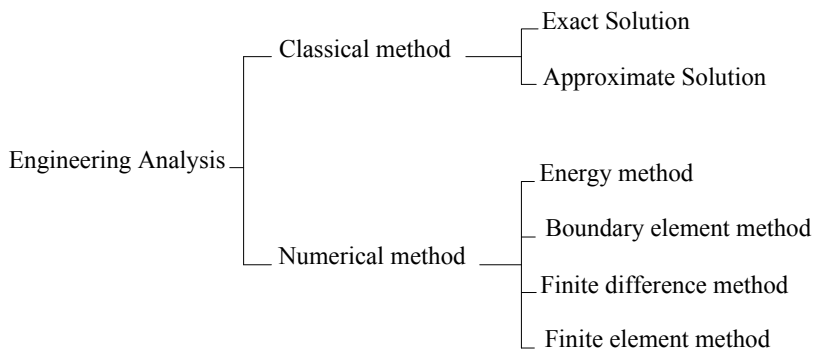 Exact Solution
Classical method
Approximate Solution
Engineering Analysis
Energy method
Boundary element method
Numerical method
Finite difference method
Finite element method